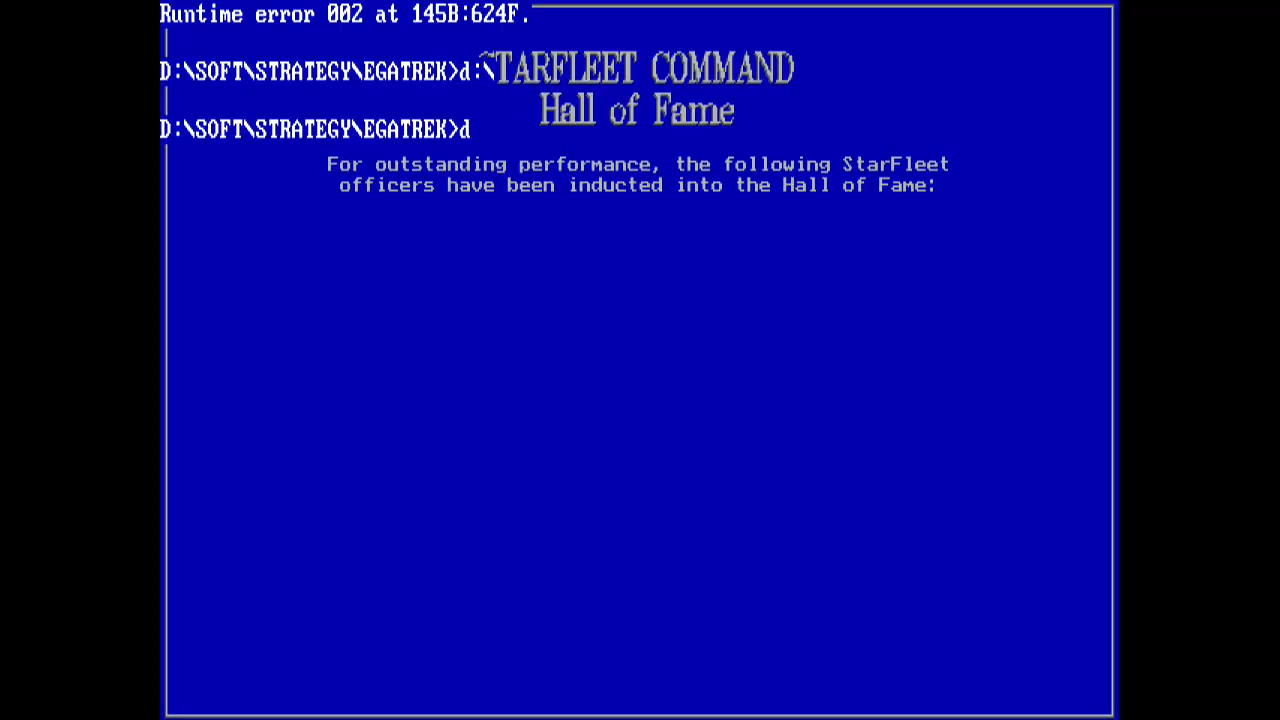 Runtime error 002 at 145B:624F.
D:\SOFT\STRATEGY\EGATREK>d:\TARFLEET COMMAND
Hall of Fame
D:\SOFT\STRATEGY\EGATREK>d
For outstanding performance, the following StarFleet
officers have been inducted into the Hall of Fame: